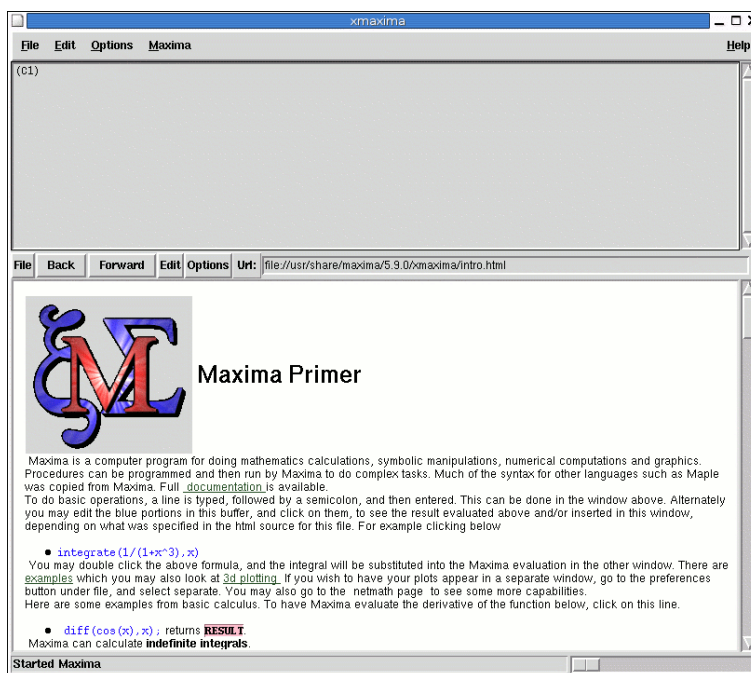 xmaxima
File Edit Options Maxima Help
(C1)
File Back Forward Edit Options Url: file://usr/share/maxima/5.9.0/xmaxima/intro.html
Maxima Primer
Maxima is a computer program for doing mathematics calculations, symbolic manipulations, numerical computations and graphics.
Procedures can be programmed and then run by Maxima to do complex tasks. Much of the syntax for other languages such as Maple
was copied from Maxima. Full documentation is available.
To do basic operations, a line is typed, followed by a semicolon, and then entered. This can be done in the window above. Alternately
you may edit the blue portions in this buffer, and click on them, to see the result evaluated above and/or inserted in this window,
depending on what was specified in the html source for this file. For example clicking below
● integrate(1/(1+x^3),x)
You may double click the above formula, and the integral will be substituted into the Maxima evaluation in the other window. There are
examples which you may also look at 3d plotting If you wish to have your plots appear in a separate window, go to the preferences
button under file, and select separate. You may also go to the netmath page to see some more capabilities.
Here are some examples from basic calculus. To have Maxima evaluate the derivative of the function below, click on this line.
● diff(cos(x),x); returns RESULT.
Maxima can calculate indefinite integrals.
Started Maxima